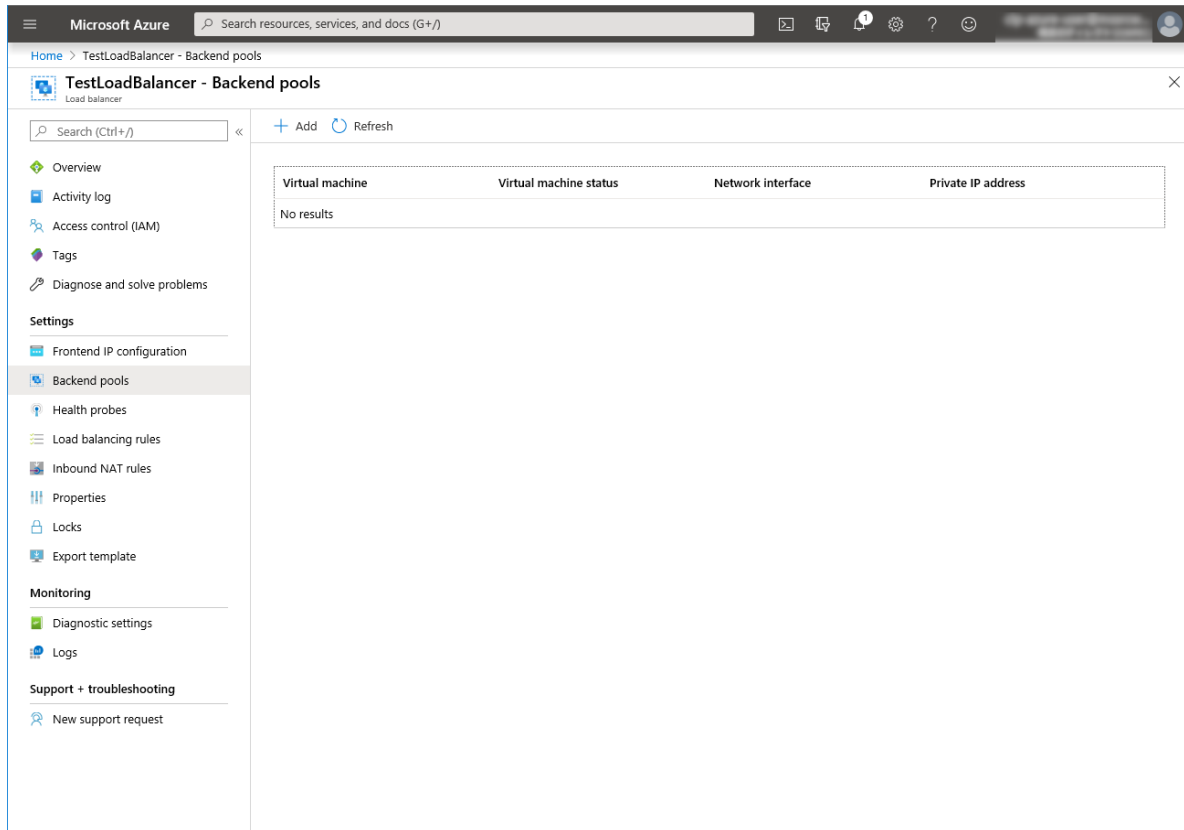 Microsoft Azure
Search resources, services, and docs (G+/)
1
Home > TestLoadBalancer - Backend pools
TestLoadBalancer - Backend pools
Load balancer
Search (Ctrl+/)
«
Add
Refresh
Overview
Activity log
Access control (IAM)
Tags
Diagnose and solve problems
Settings
Frontend IP configuration
Backend pools
Health probes
Load balancing rules
Inbound NAT rules
Properties
Locks
Export template
Monitoring
Diagnostic settings
Logs
Support + troubleshooting
New support request
Virtual machine Virtual machine status Network interface Private IP address
No results